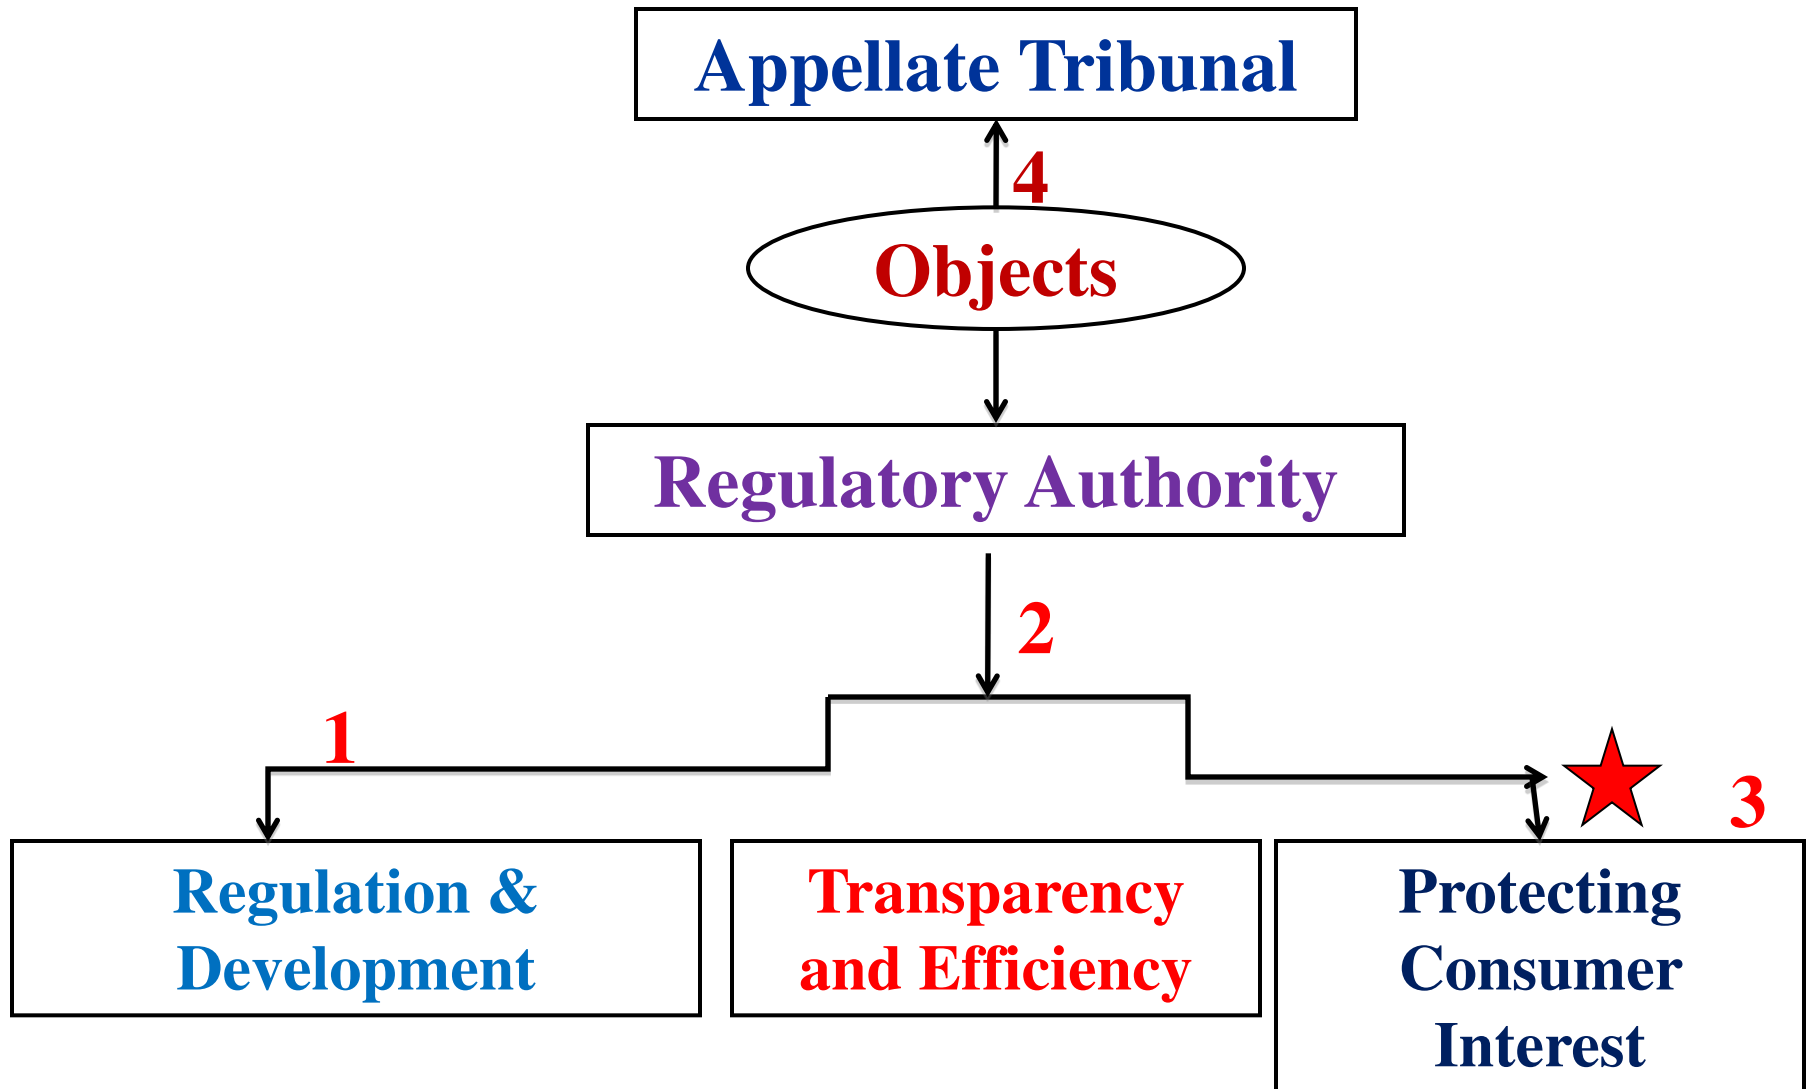 Appellate Tribunal
4
Objects
Regulatory Authority
2
1
3
Regulation &
Development
Transparency
and Efficiency
Protecting
Consumer
Interest